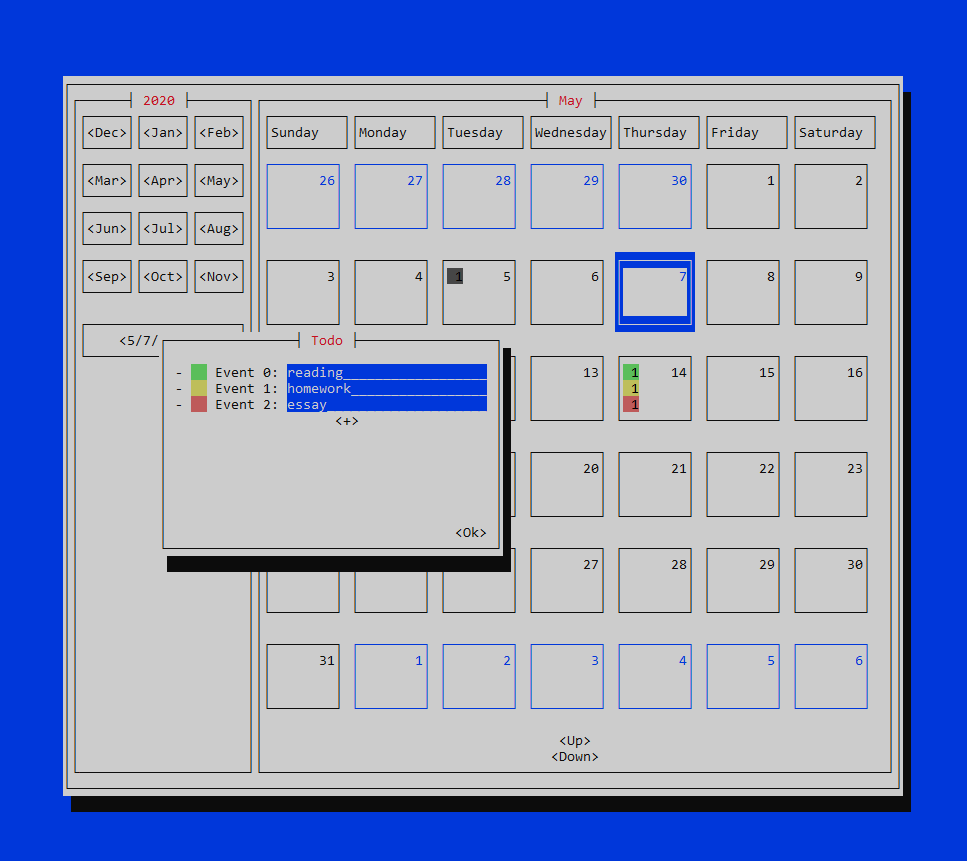 2020 May
<Dec> <Jan> <Feb> Sunday Monday Tuesday Wednesday Thursday Friday Saturday
<Mar> <Apr> <May> 26 27 28 29 30 1 2
<Jun> <Jul> <Aug>
<Sep> <Oct> <Nov> 3 4 1 5 6 7 8 9
<5/7/
Todo
- Event 0: reading
- Event 1: homework
- Event 2: essay
<+>
<Ok>
13 1 14 15 16
1
1
20 21 22 23
27 28 29 30
31 1 2 3 4 5 6
<Up>
<Down>